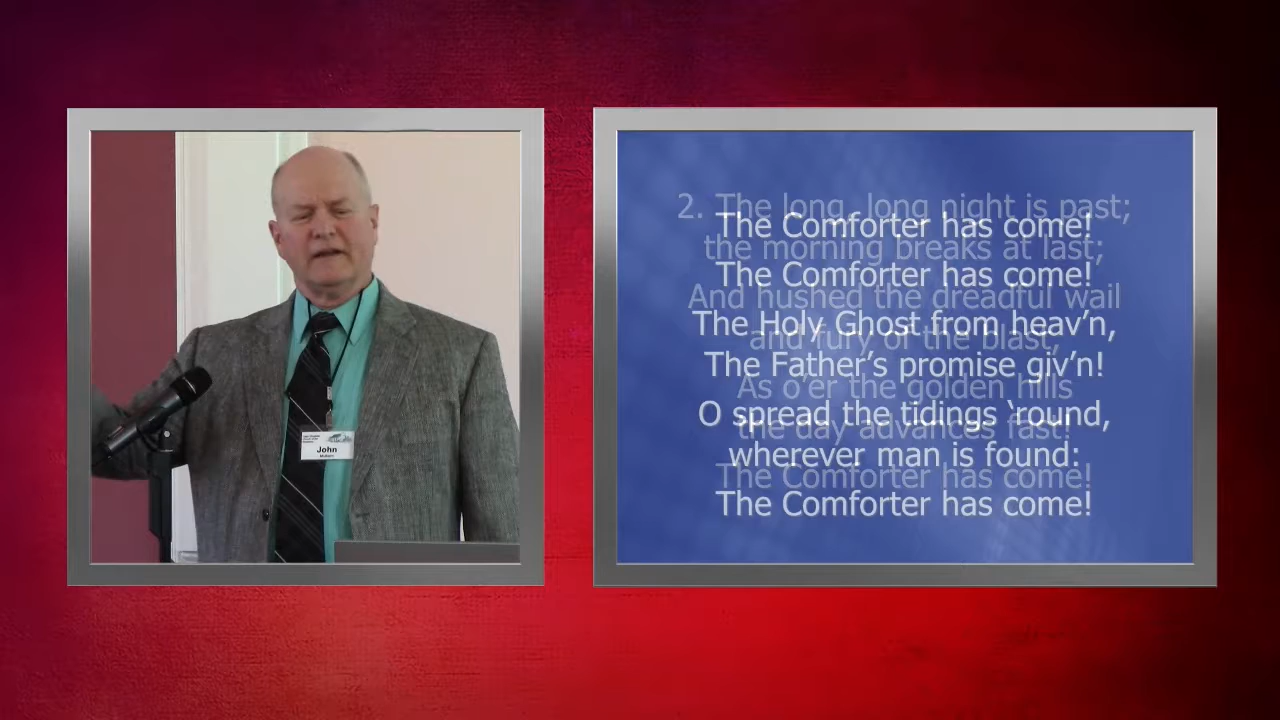 2. The long, long night is past;
The Comforter has come!
the morning breaks at last;
The Comforter has come!
And hushed the dreadful wail
The Holy Ghost from heav’n,
and fury of the blast,
The Father’s promise giv’n!
As o’er the golden hills
O spread the tidings ‘round,
the day advances fast!
wherever man is found:
The Comforter has come!
The Comforter has come!
John